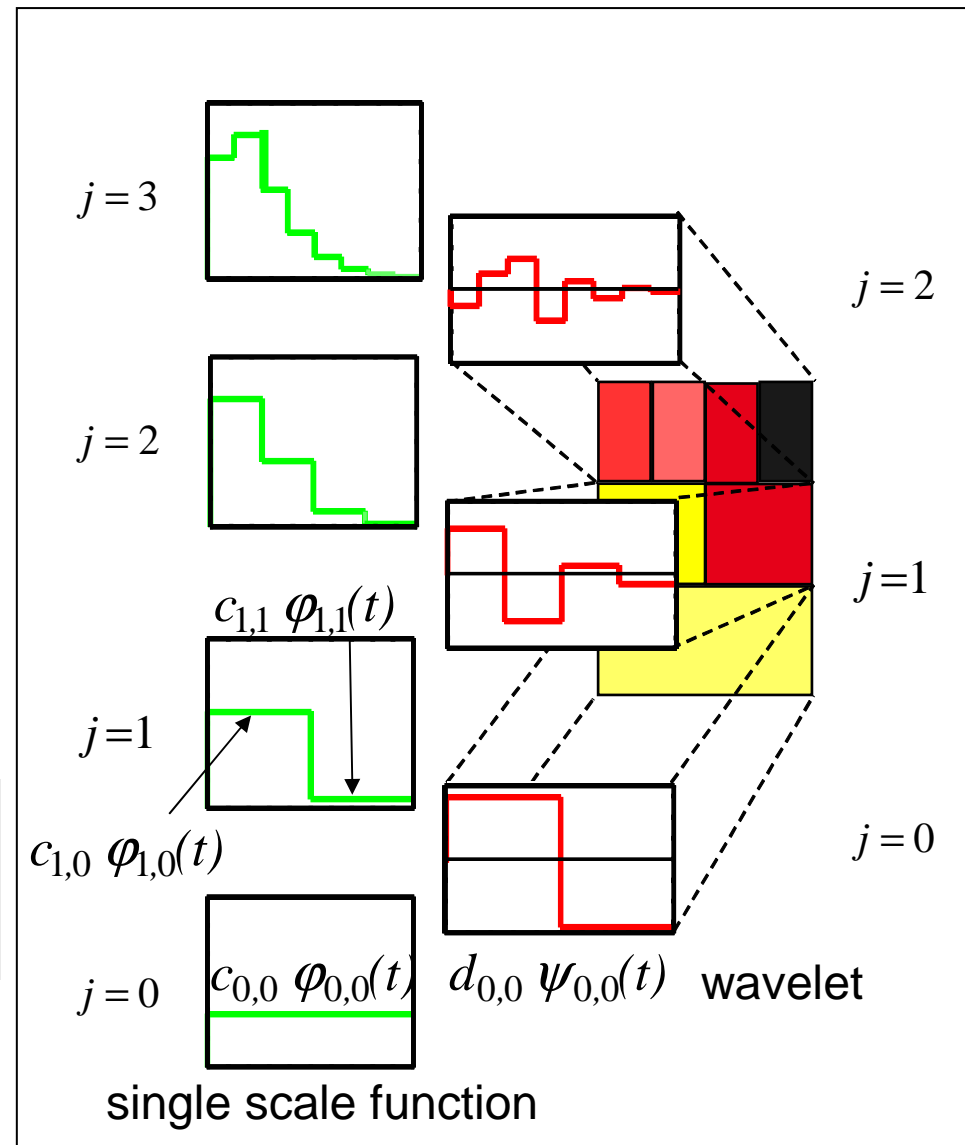 j = 3
j = 2
j = 2
c1,1 φ1,1(t)
j = 1
j = 1
c1,0 φ1,0(t)
j = 0
j = 0
c0,0 φ0,0(t)
d0,0 ψ0,0(t)
wavelet
single scale function